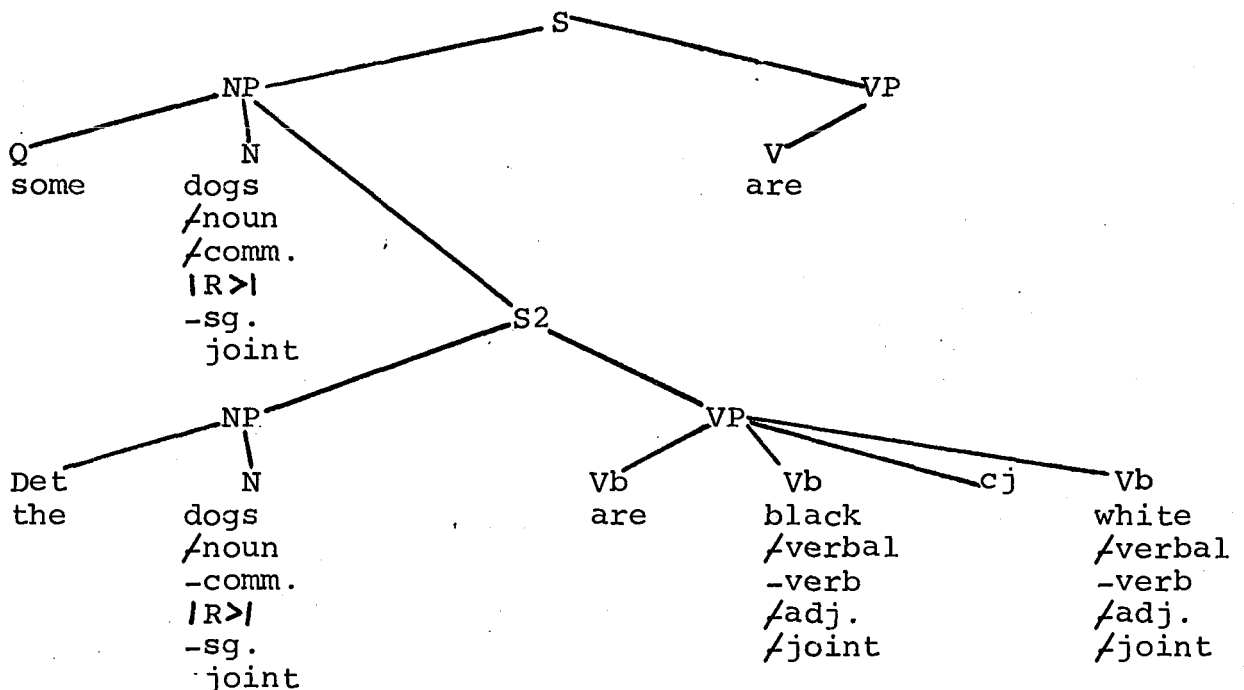 S
NP VP
Q N V
some dogs are
⌿noun
⌿comm.
|R>|
-sg.
joint
S2
NP VP
Det N Vb Vb cj Vb
the dogs are black white
⌿noun ⌿verbal ⌿verbal
-comm. -verb -verb
|R>| ⌿adj. ⌿adj.
-sg. ⌿joint ⌿joint
joint